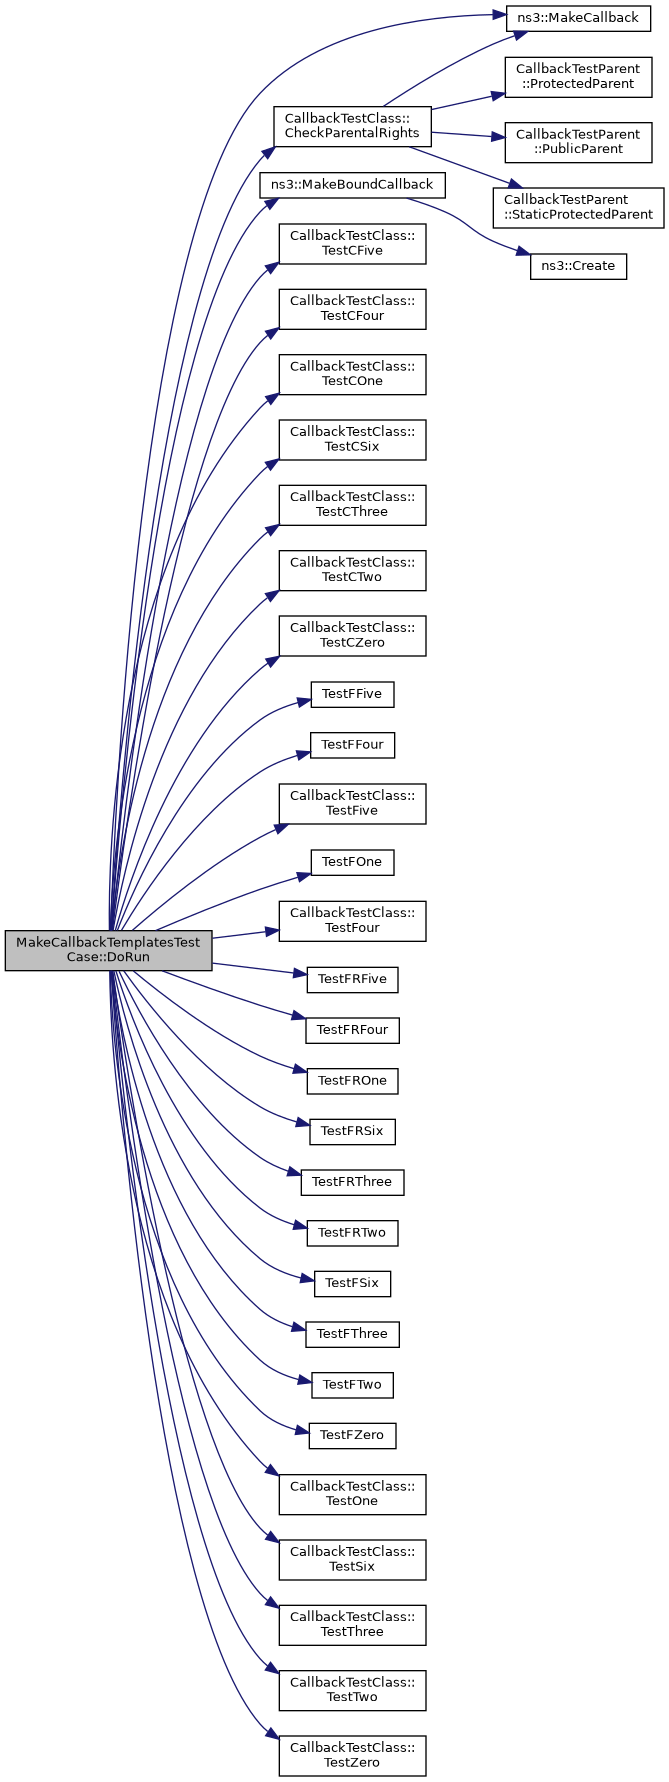 ns3::MakeCallback
CallbackTestParent
::ProtectedParent
CallbackTestClass::
CheckParentalRights
CallbackTestParent
::PublicParent
ns3::MakeBoundCallback
CallbackTestParent
::StaticProtectedParent
CallbackTestClass::
TestCFive
ns3::Create
CallbackTestClass::
TestCFour
CallbackTestClass::
TestCOne
CallbackTestClass::
TestCSix
CallbackTestClass::
TestCThree
CallbackTestClass::
TestCTwo
CallbackTestClass::
TestCZero
TestFFive
TestFFour
CallbackTestClass::
TestFive
TestFOne
CallbackTestClass::
TestFour
MakeCallbackTemplatesTest
Case::DoRun
TestFRFive
TestFRFour
TestFROne
TestFRSix
TestFRThree
TestFRTwo
TestFSix
TestFThree
TestFTwo
TestFZero
CallbackTestClass::
TestOne
CallbackTestClass::
TestSix
CallbackTestClass::
TestThree
CallbackTestClass::
TestTwo
CallbackTestClass::
TestZero